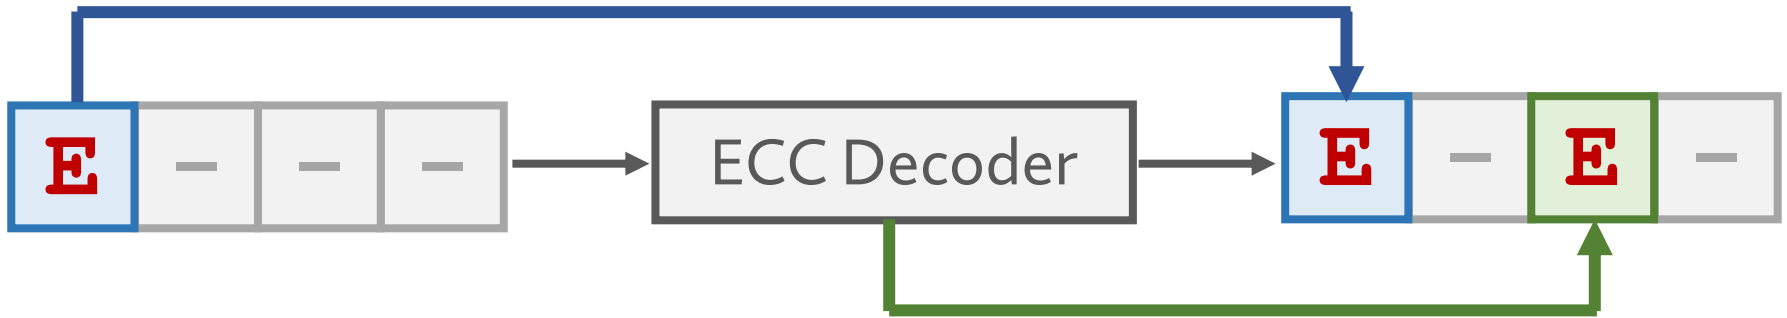 E – – –
ECC Decoder
E – E –